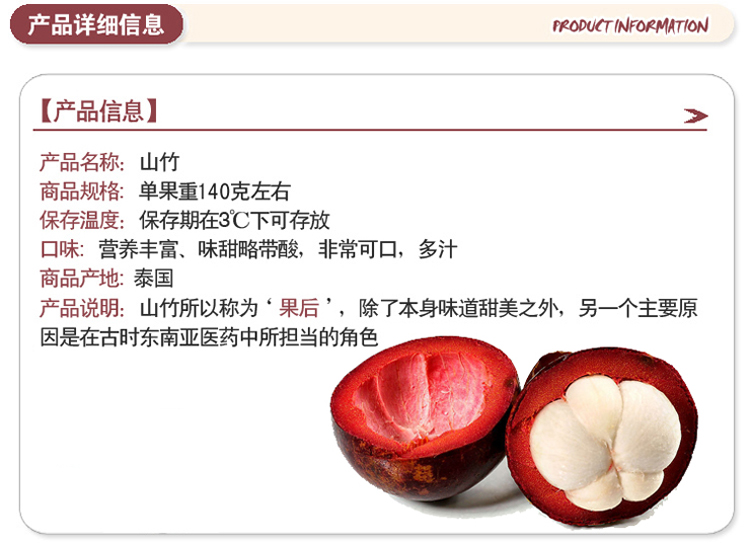 产品详细信息
PRODUCT INFORMATION
【产品信息】
产品名称：山竹
商品规格: 单果重140克左右
保存温度：保存期在3℃下可存放
口味: 营养丰富、味甜略带酸，非常可口，多汁
商品产地: 泰国
产品说明：山竹所以称为‘果后’，除了本身味道甜美之外，另一个主要原
因是在古时东南亚医药中所担当的角色